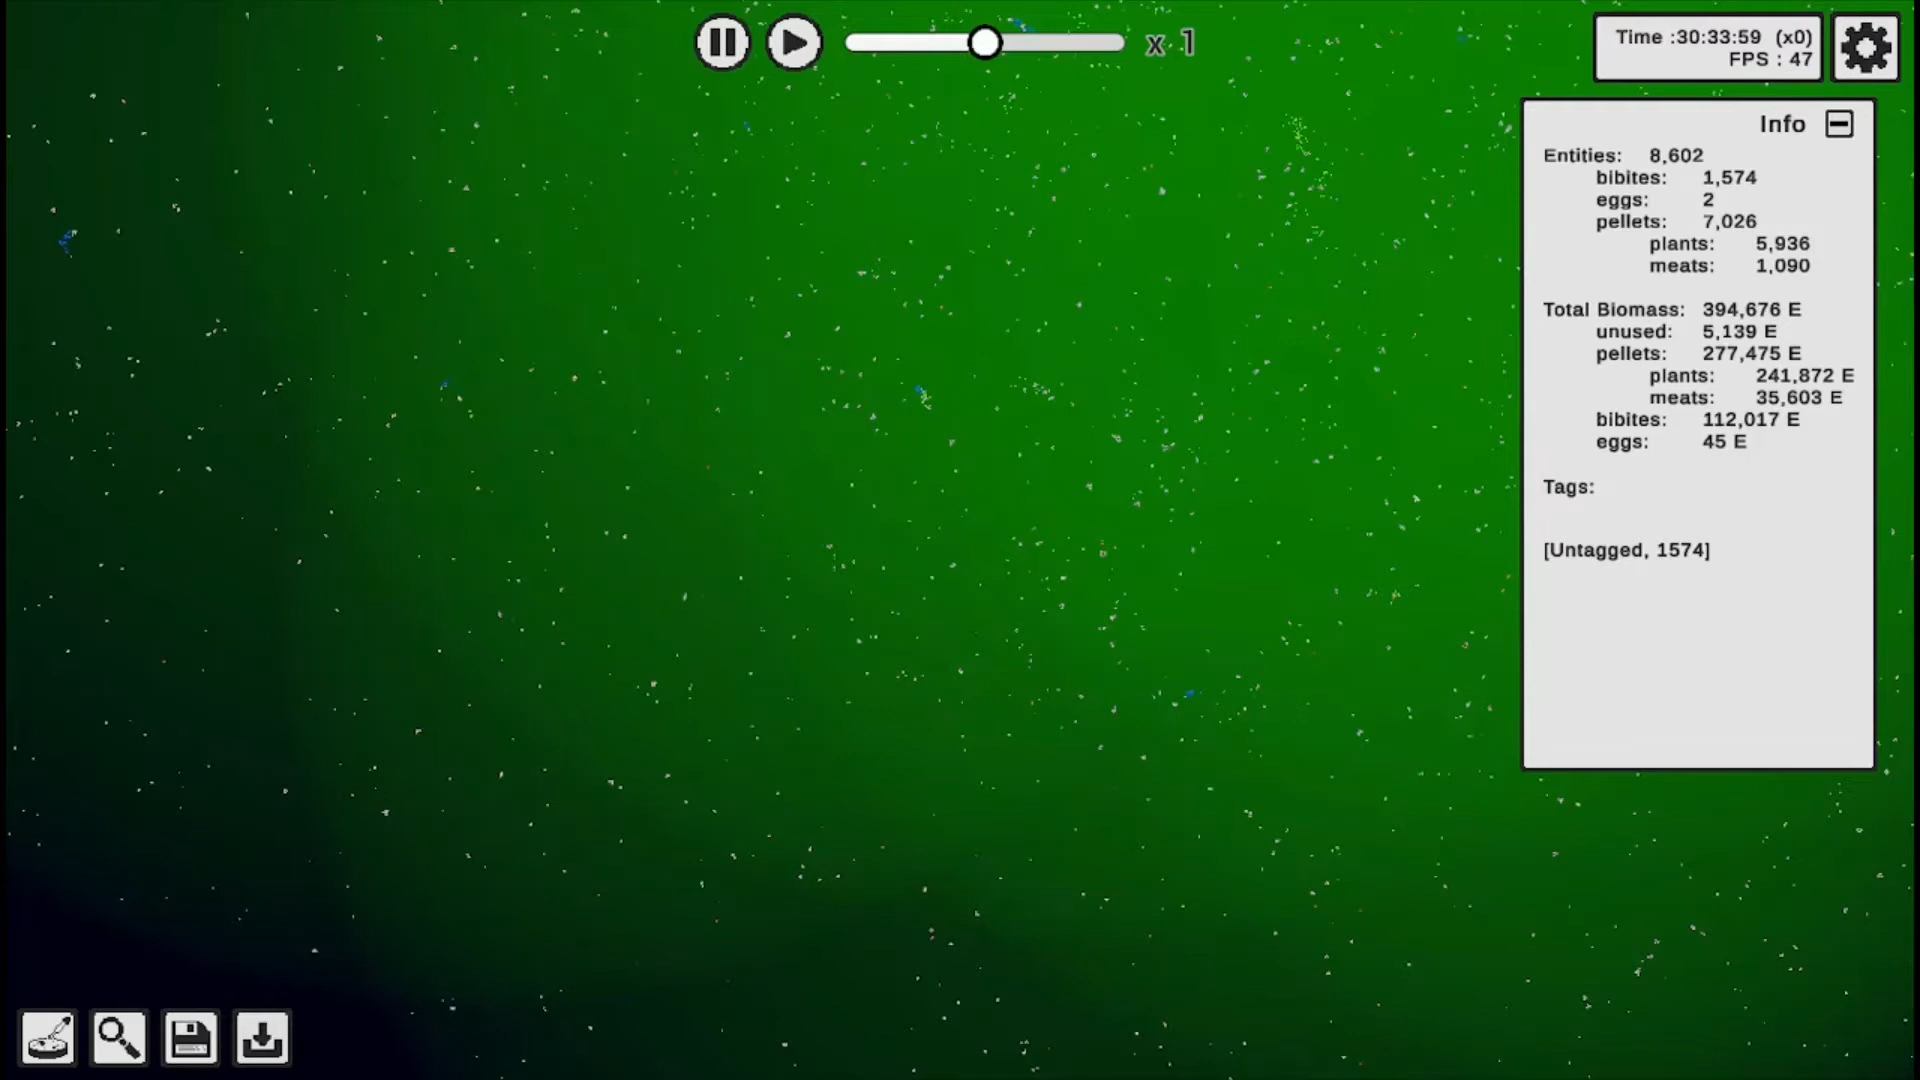 x 1
Time :30:33:59 (x0)
FPS : 47
Info
Entities: 8,602
bibites: 1,574
eggs: 2
pellets: 7,026
plants: 5,936
meats: 1,090
Total Biomass: 394,676 E
unused: 5,139 E
pellets: 277,475 E
plants: 241,872 E
meats: 35,603 E
bibites: 112,017 E
eggs: 45 E
Tags:
[Untagged, 1574]